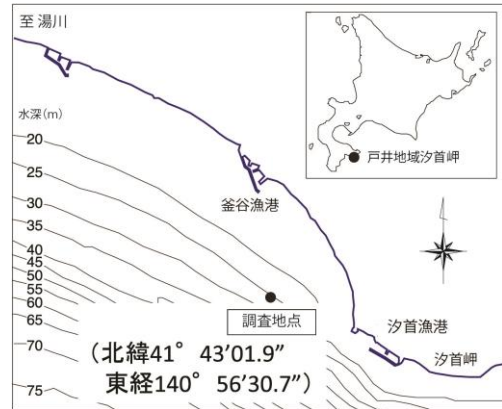 至 湯川
水深(m)
20
25
30
35
40
45
50
55
60
65
70
75
釜谷漁港
調査地点
(北緯41° 43’01.9”
東経140° 56’30.7”)
汐首漁港
汐首岬
戸井地域汐首岬